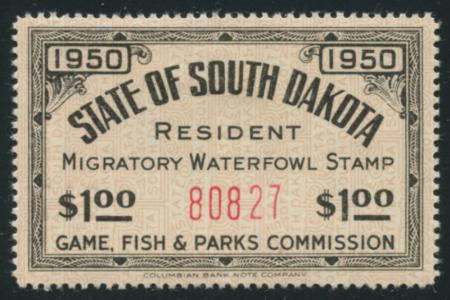 1950 1950
STATE OF SOUTH DAKOTA
RESIDENT
MIGRATORY WATERFOWL STAMP
$1.00 80827 $1.00
GAME, FISH & PARKS COMMISSION
COLUMBIAN BANK NOTE COMPANY